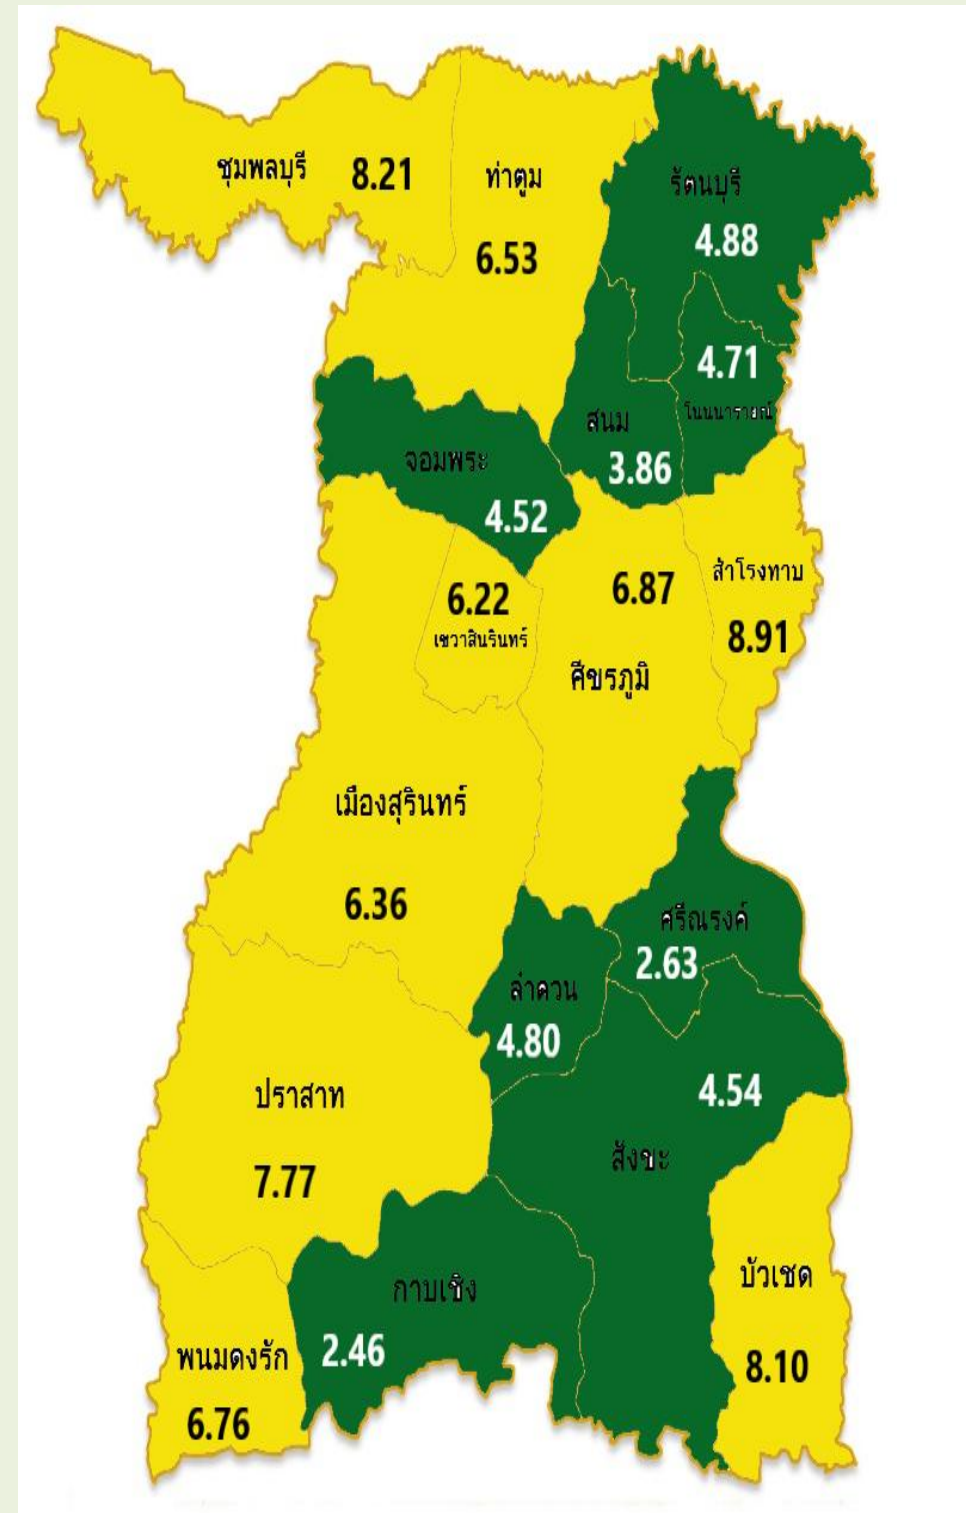 ชุมพลบุรี 8.21
ท่าตูม
6.53
รัตนบุรี
4.88
4.71
โนนนารายณ์
สนม
3.86
จอมพระ
4.52
6.22
เขวาสินรินทร์
6.87
ศีขรภูมิ
สำโรงทาบ
8.91
เมืองสุรินทร์
6.36
ศรีณรงค์
2.63
ลำดวน
4.80
4.54
สังขะ
ปราสาท
7.77
บัวเชด
8.10
กาบเชิง
2.46
พนมดงรัก
6.76